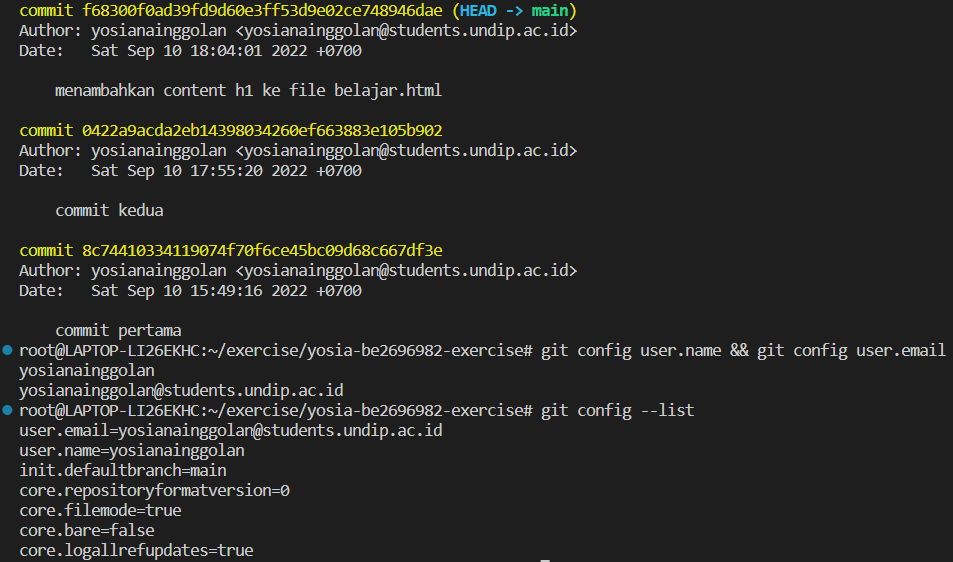 commit f68300f0ad39fd9d60e3ff53d9e02ce748946dae (HEAD -> main)
Author: yosianainggolan <yosianainggolan@students.undip.ac.id>
Date:   Sat Sep 10 18:04:01 2022 +0700
menambahkan content h1 ke file belajar.html
commit 0422a9acda2eb14398034260ef663883e105b902
Author: yosianainggolan <yosianainggolan@students.undip.ac.id>
Date:   Sat Sep 10 17:55:20 2022 +0700
commit kedua
commit 8c74410334119074f70f6ce45bc09d68c667df3e
Author: yosianainggolan <yosianainggolan@students.undip.ac.id>
Date:   Sat Sep 10 15:49:16 2022 +0700
commit pertama
root@LAPTOP-LI26EKHC:~/exercise/yosia-be2696982-exercise# git config user.name && git config user.email
yosianainggolan
yosianainggolan@students.undip.ac.id
root@LAPTOP-LI26EKHC:~/exercise/yosia-be2696982-exercise# git config --list
user.email=yosianainggolan@students.undip.ac.id
user.name=yosianainggolan
init.defaultbranch=main
core.repositoryformatversion=0
core.filemode=true
core.bare=false
core.logallrefupdates=true